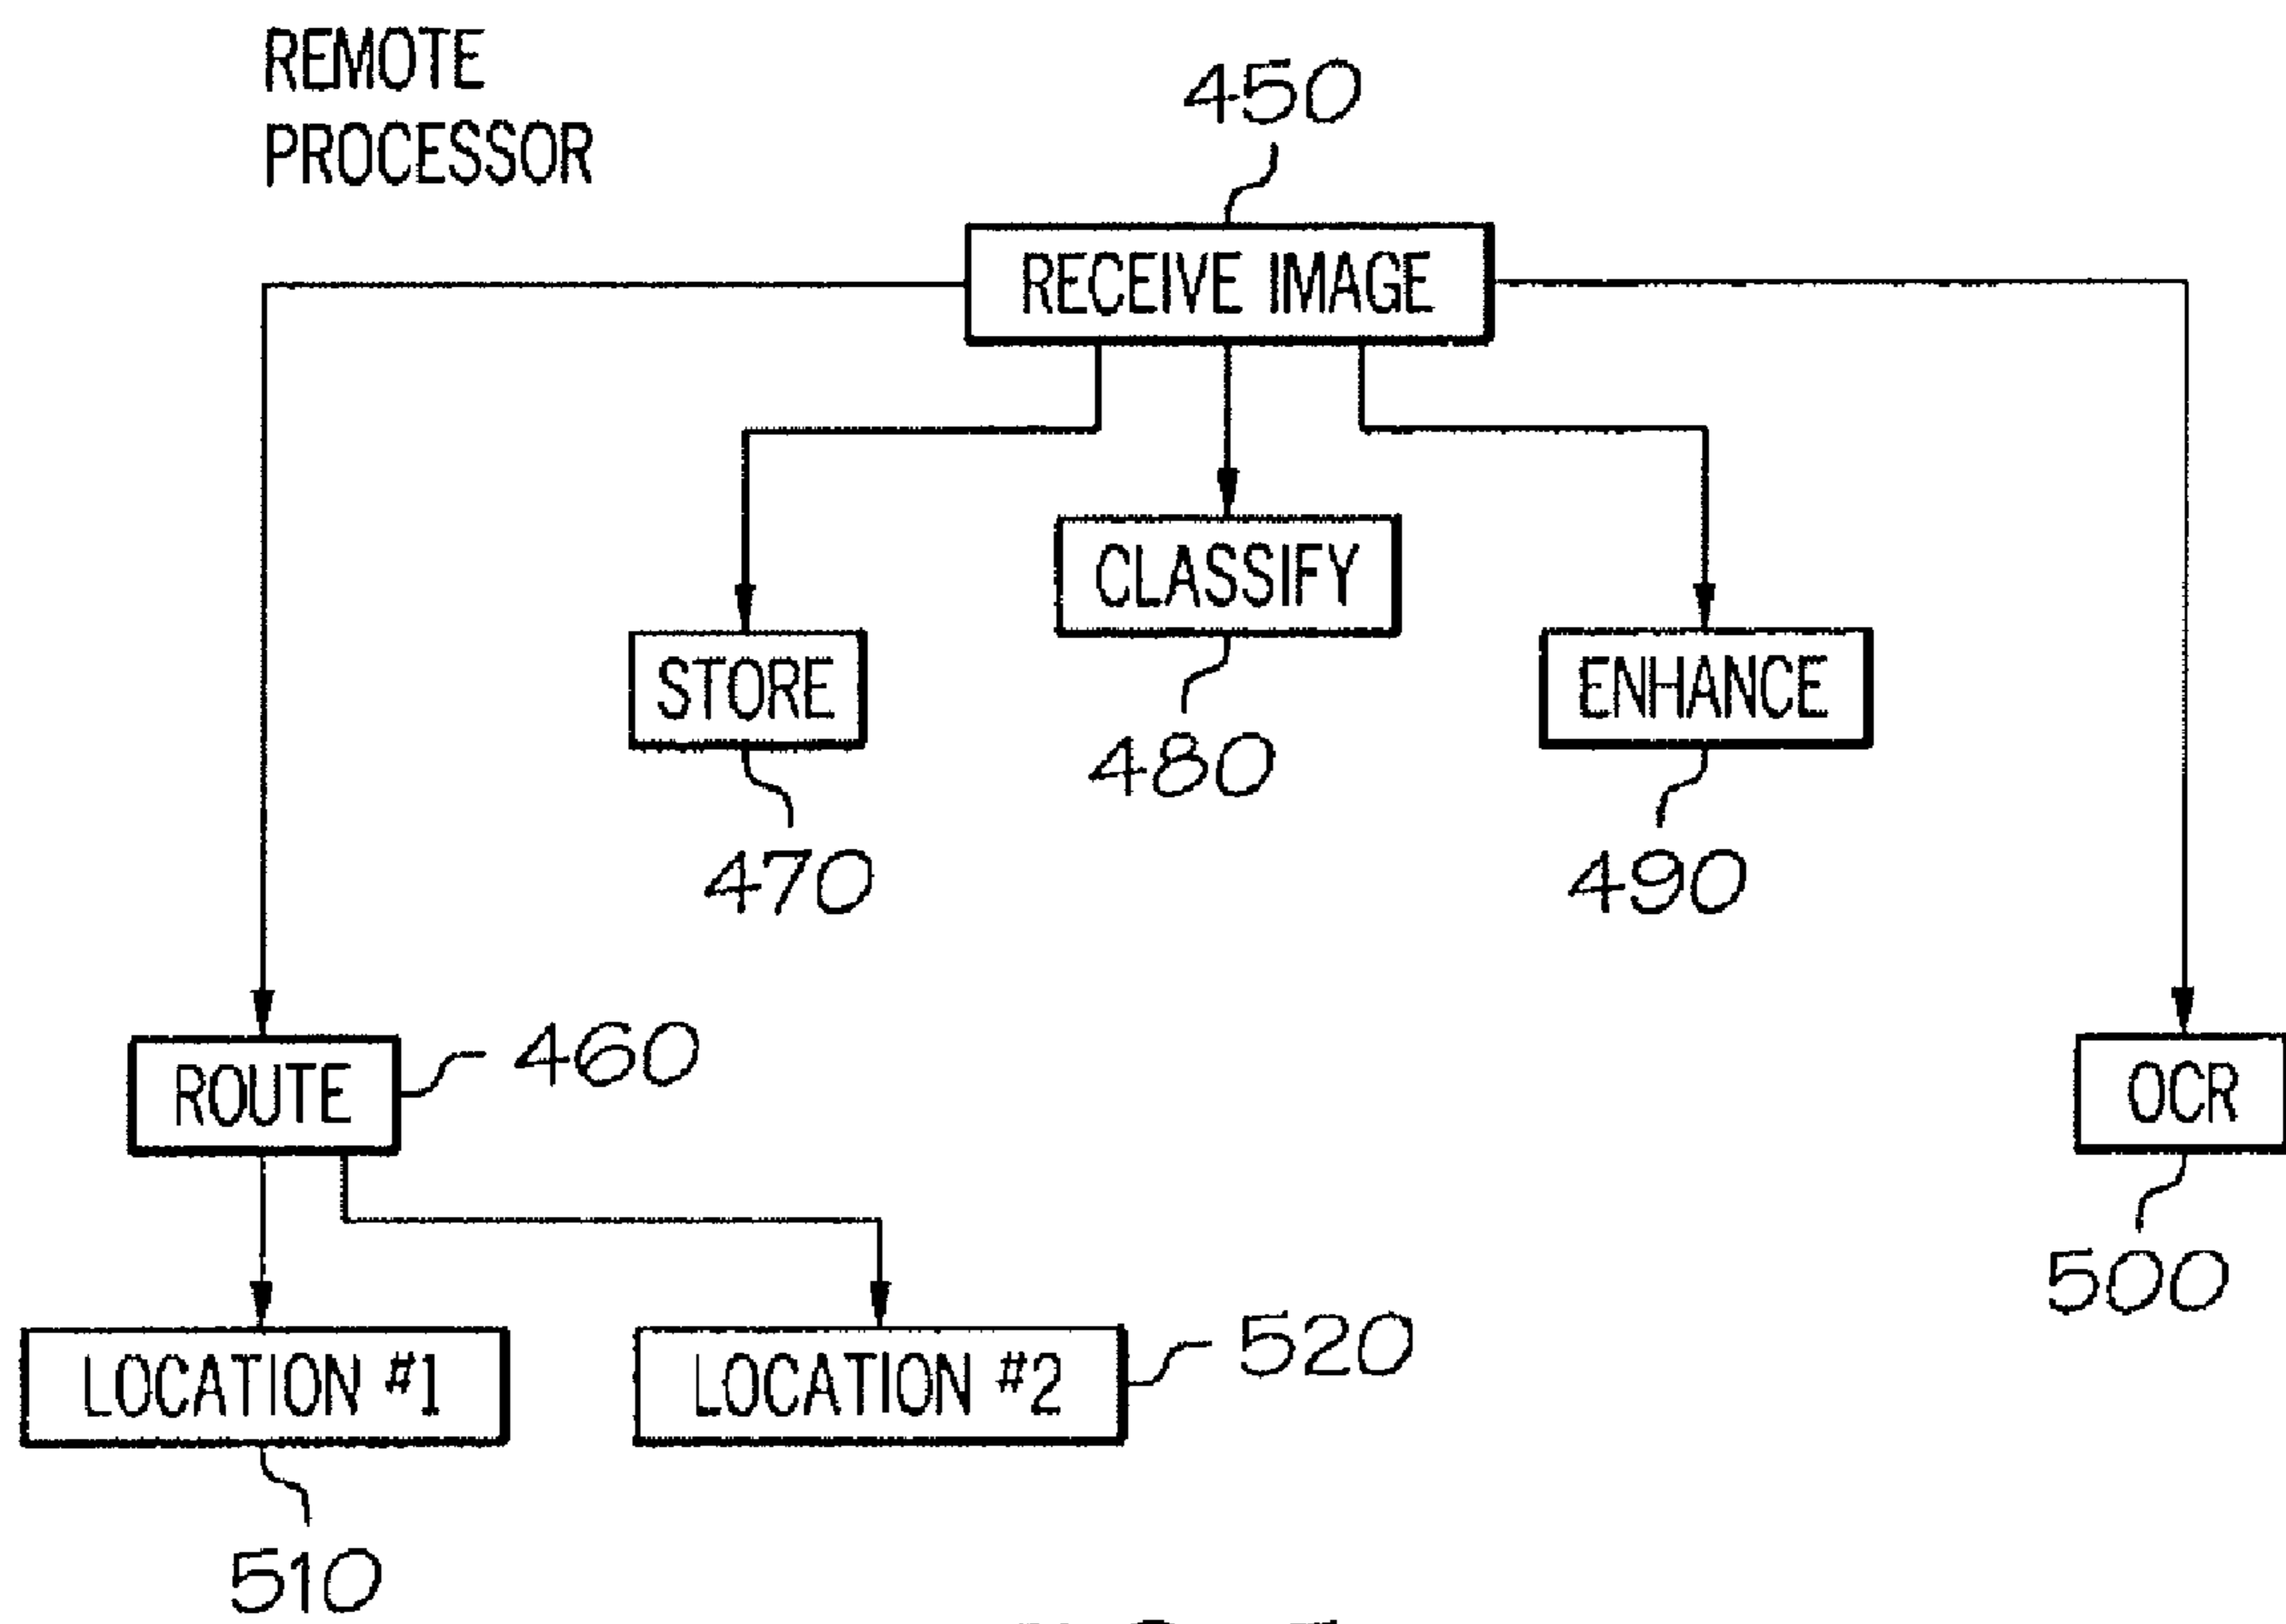 REMOTE
PROCESSOR
450
RECEIVE IMAGE
CLASSIFY
STORE
ENHANCE
480
470
490
ROUTE
460
OCR
500
LOCATION #1
LOCATION #2
520
510